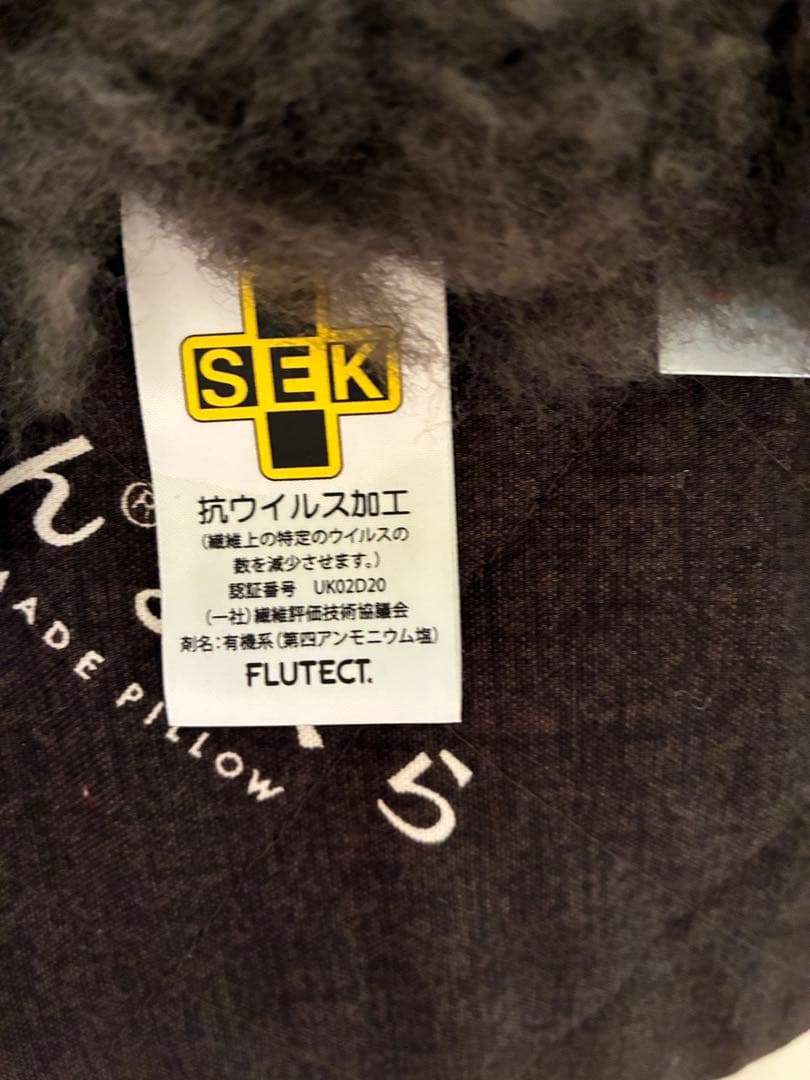 SEK
抗ウイルス加工
(繊維上の特定のウイルスの
数を減少させます。)
認証番号 UK02D20
(一社)繊維評価技術協議会
剤名:有機系(第四アンモニウム塩)
FLUTECT.
ん®
MADE PILLOW
ら